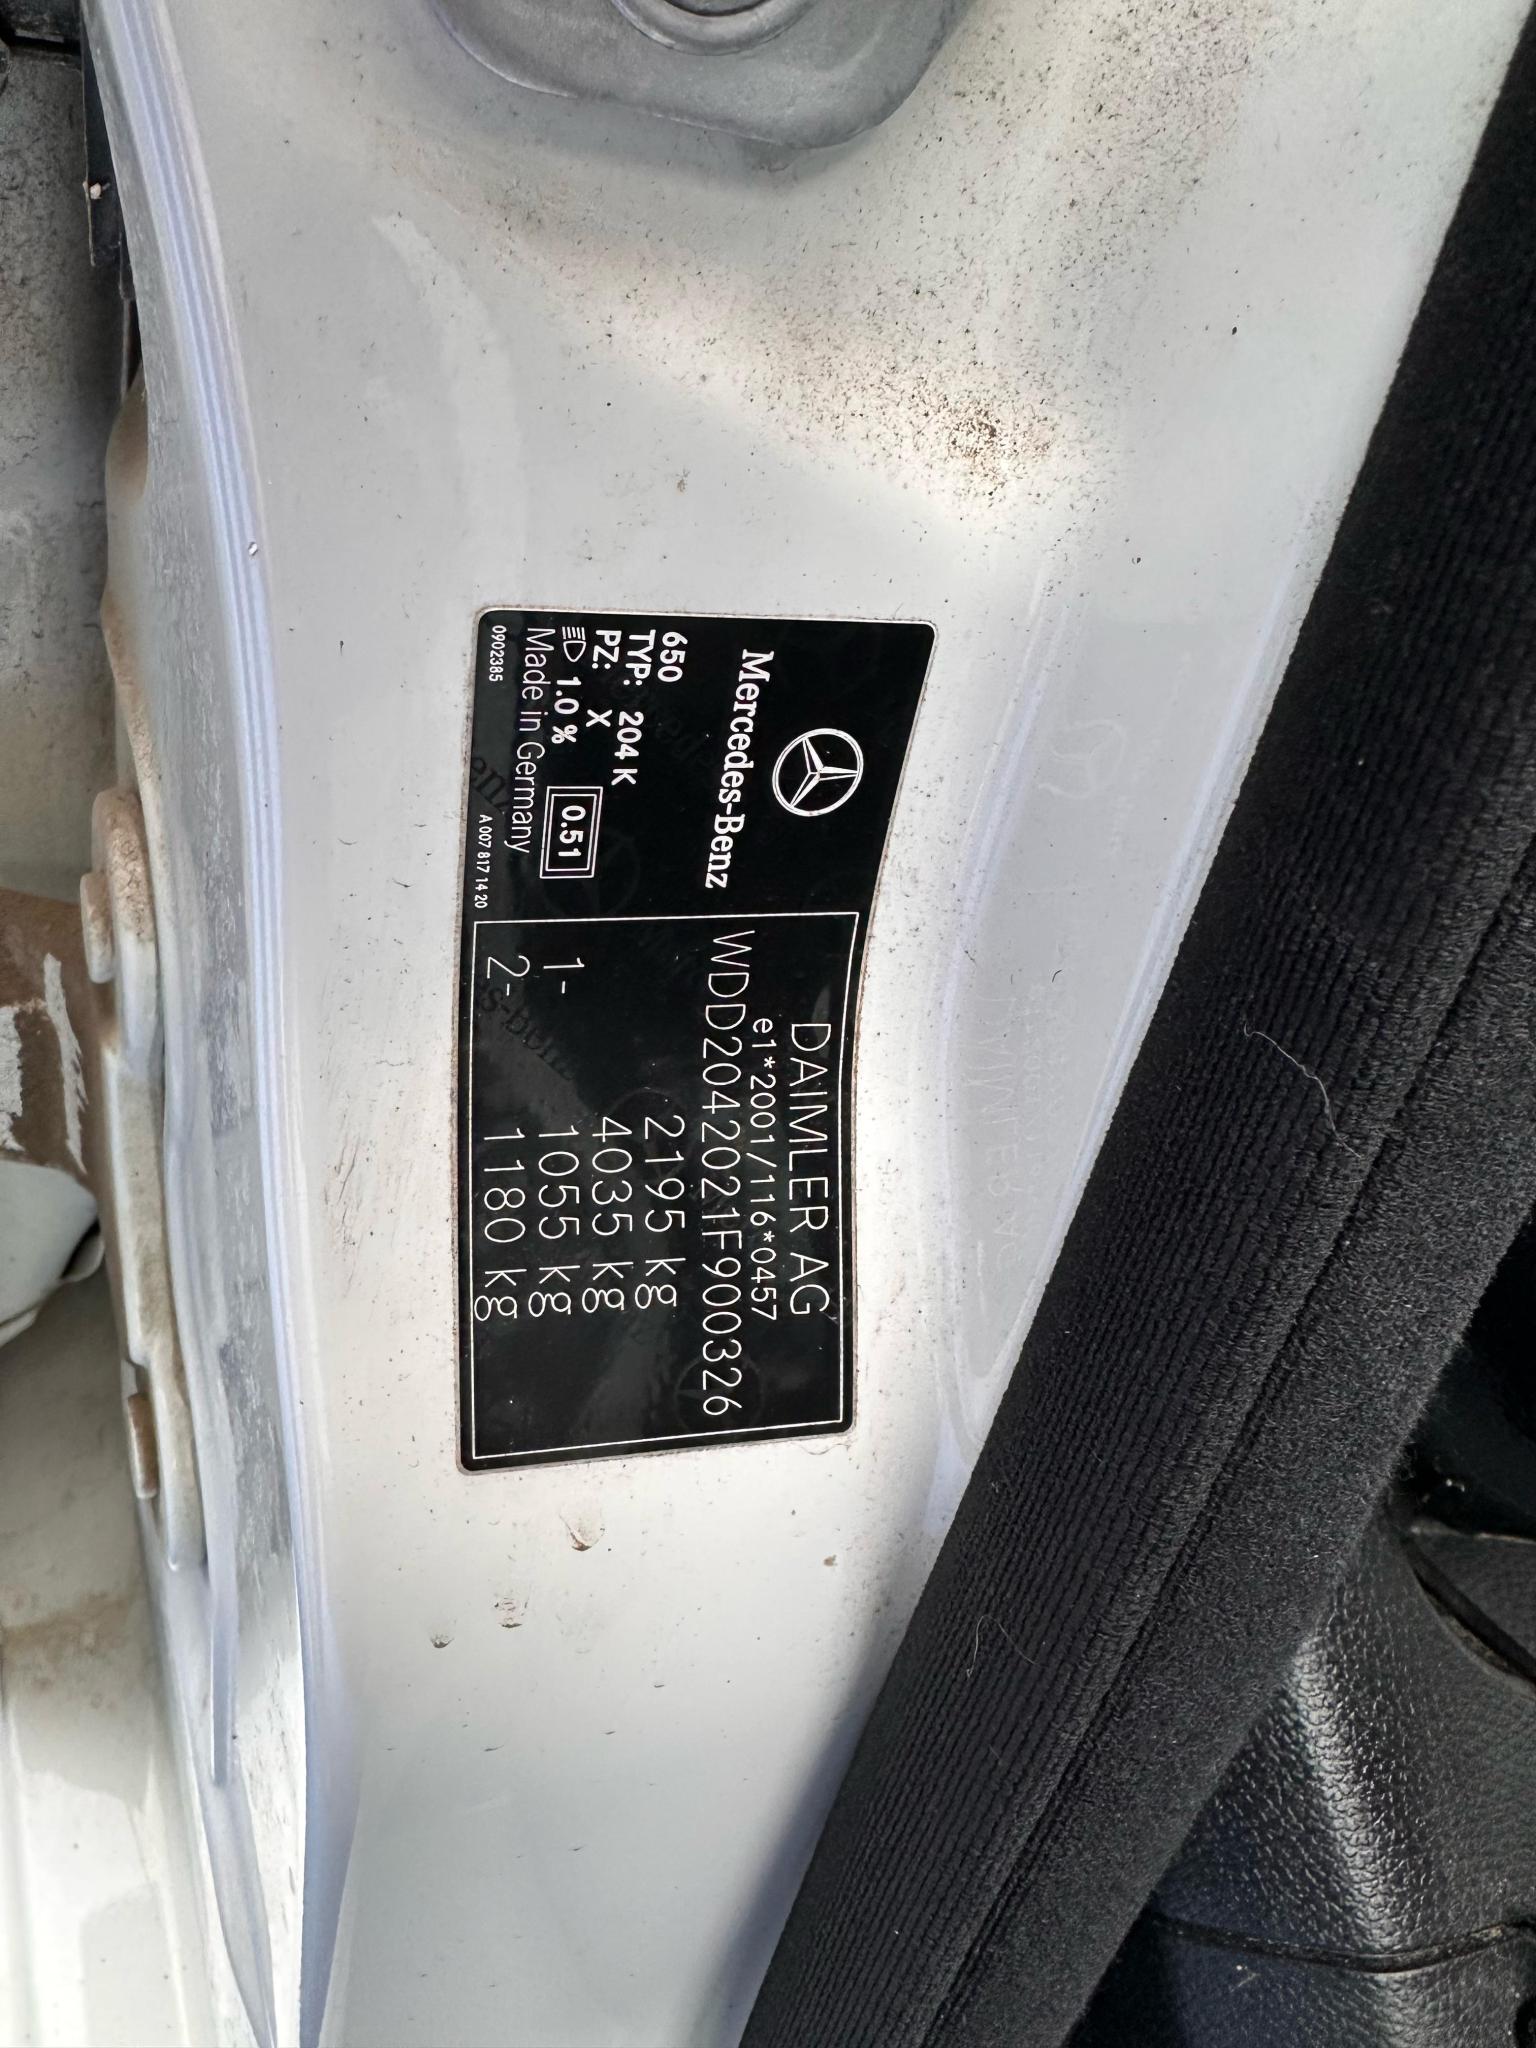 Mercedes-Benz
650
TYP: 204 K
PZ: X
1.0 %
0.51
Made in Germany
0902385
A 007 817 14 20
DAIMLER AG
e1*2001/116*0457
WDD2042021F900326
2195 kg
4035 kg
1- 1055 kg
2- 1180 kg